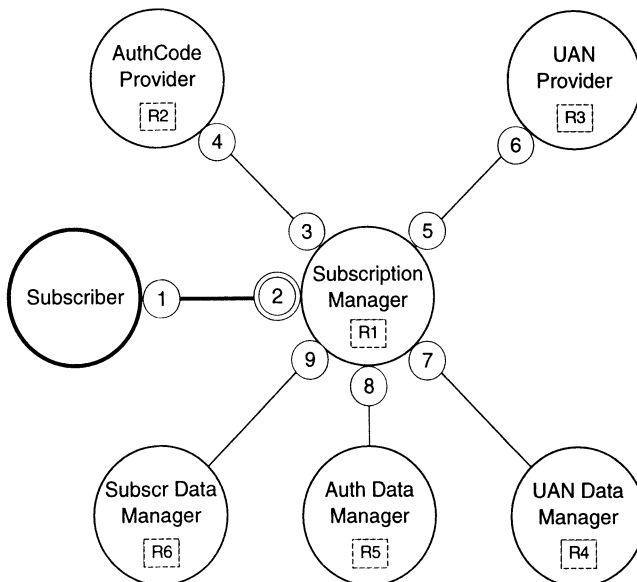 AuthCode
Provider
R2
UAN
Provider
R3
4
6
3
5
Subscriber
1
2
Subscription
Manager
R1
9
8
7
Subscr Data
Manager
R6
Auth Data
Manager
R5
UAN Data
Manager
R4